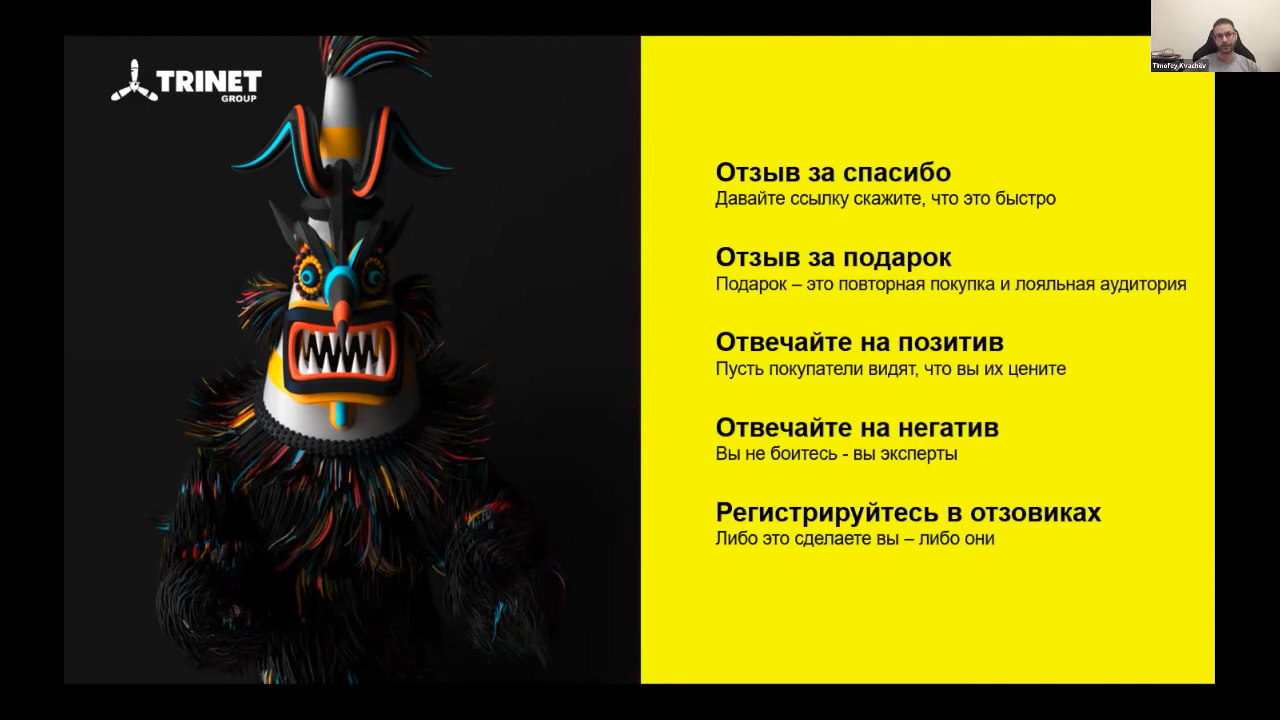 TRINET
GROUP
Timofey Kvachëv
Отзыв за спасибо
Давайте ссылку скажите, что это быстро
Отзыв за подарок
Подарок – это повторная покупка и лояльная аудитория
Отвечайте на позитив
Пусть покупатели видят, что вы их цените
Отвечайте на негатив
Вы не боитесь - вы эксперты
Регистрируйтесь в отзовиках
Либо это сделаете вы – либо они